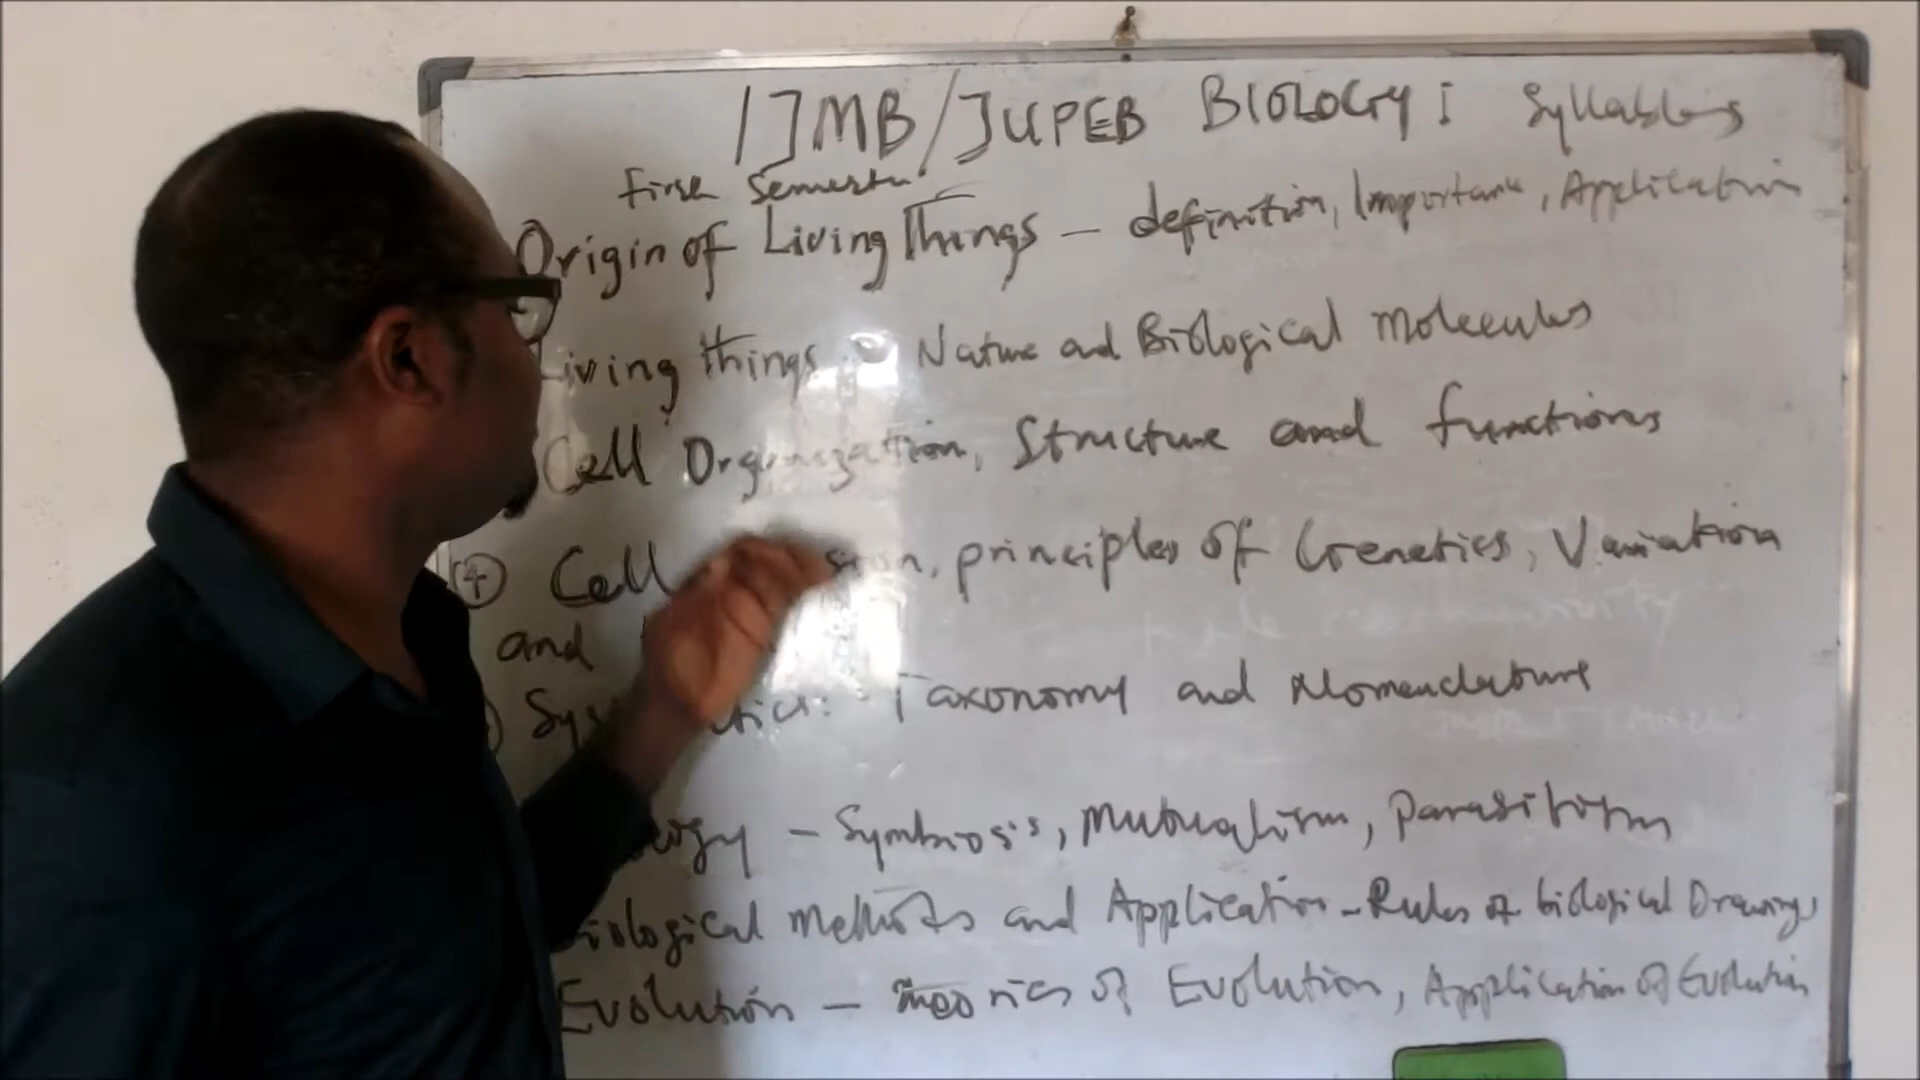 IJMB/JUPEB BIOLOGY: Syllables
First Semester
Origin of Living Things - definition, Importance, Application
Living things :- Nature and Biological Molecules
Cell Organization, Structure and functions
④ Cell principles of Genetics, Variation
and
Taxonomy and Nomenclature
- Symbiosis, Mutualism, Parasitism
Biological Methods and Application - Rules of biological Drawings
Evolution - Theories of Evolution, Application of Evolution